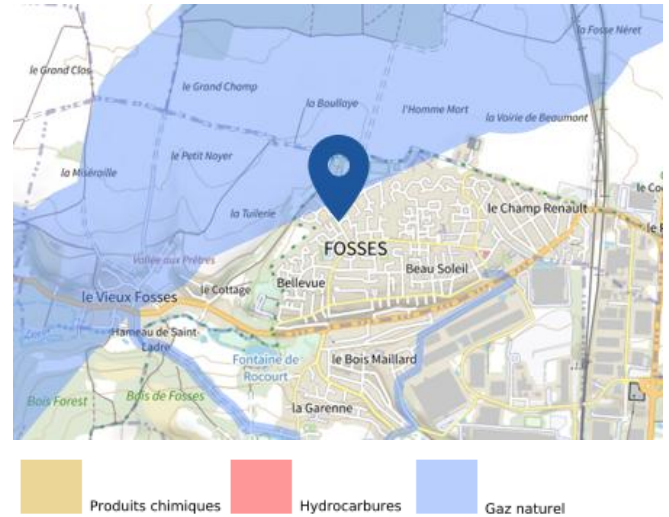 la Fosse Néret
le Grand Clos
le Grand Champ
la Boullaye
l'Homme Mort
la Voirie de Beaumont
le Petit Noyer
la Miséraille
la Tuilerie
le Champ Renault
FOSSES
Vallée aux Prêtres
Beau Soleil
le Vieux Fosses
le Cottage
Bellevue
Hameau de Saint-
Ladre
Fontaine de
Rocourt
le Bois Maillard
Bois Forest
Bois de Fosses
la Garenne
Produits chimiques
Hydrocarbures
Gaz naturel